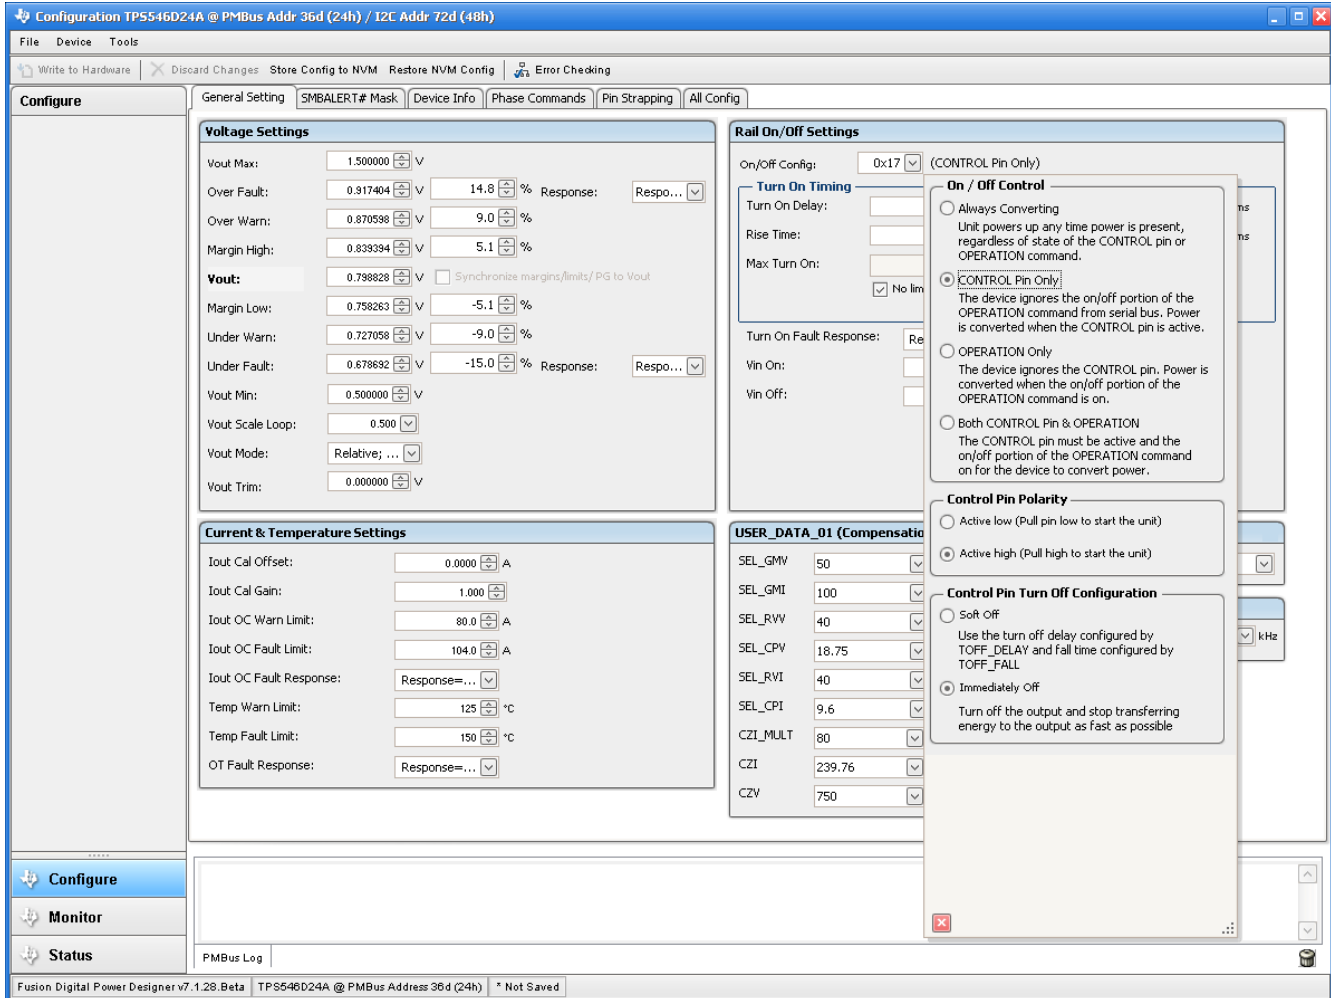 Configuration TPS546D24A @ PMBus Addr 36d (24h) / I2C Addr 72d (48h)
File Device Tools
Write to Hardware Discard Changes Store Config to NVM Restore NVM Config Error Checking
Configure
General Setting SMBALERT# Mask Device Info Phase Commands Pin Strapping All Config
Voltage Settings
Vout Max: 1.500000 V
Over Fault: 0.917404 V 14.8 % Response: Respo...
Over Warn: 0.870598 V 9.0 %
Margin High: 0.839394 V 5.1 %
Vout: 0.798828 V Synchronize margins/limits/ PG to Vout
Margin Low: 0.758263 V -5.1 %
Under Warn: 0.727058 V -9.0 %
Under Fault: 0.678692 V -15.0 % Response: Respo...
Vout Min: 0.500000 V
Vout Scale Loop: 0.500
Vout Mode: Relative; ...
Vout Trim: 0.000000 V
Rail On/Off Settings
On/Off Config: 0x17 (CONTROL Pin Only)
Turn On Timing
Turn On Delay: ms
Rise Time: ms
Max Turn On:
No lim
Turn On Fault Response: Re
Vin On:
Vin Off:
On / Off Control
Always Converting
Unit powers up any time power is present,
regardless of state of the CONTROL pin or
OPERATION command.
CONTROL Pin Only
The device ignores the on/off portion of the
OPERATION command from serial bus. Power
is converted when the CONTROL pin is active.
OPERATION Only
The device ignores the CONTROL pin. Power is
converted when the on/off portion of the
OPERATION command is on.
Both CONTROL Pin & OPERATION
The CONTROL pin must be active and the
on/off portion of the OPERATION command
on for the device to convert power.
Control Pin Polarity
Active low (Pull pin low to start the unit)
Active high (Pull high to start the unit)
Control Pin Turn Off Configuration
Soft Off
Use the turn off delay configured by
TOFF_DELAY and fall time configured by
TOFF_FALL
Immediately Off
Turn off the output and stop transferring
energy to the output as fast as possible
Current & Temperature Settings
Iout Cal Offset: 0.0000 A
Iout Cal Gain: 1.000
Iout OC Warn Limit: 80.0 A
Iout OC Fault Limit: 104.0 A
Iout OC Fault Response: Response=...
Temp Warn Limit: 125 °C
Temp Fault Limit: 150 °C
OT Fault Response: Response=...
USER_DATA_01 (Compensatio
SEL_GMV 50
SEL_GMI 100
SEL_RVV 40
SEL_CPV 18.75
SEL_RVI 40
SEL_CPI 9.6
CZI_MULT 80
CZI 239.76
CZV 750
kHz
Configure
Monitor
Status
PMBus Log
Fusion Digital Power Designer v7.1.28.Beta TPS546D24A @ PMBus Address 36d (24h) * Not Saved